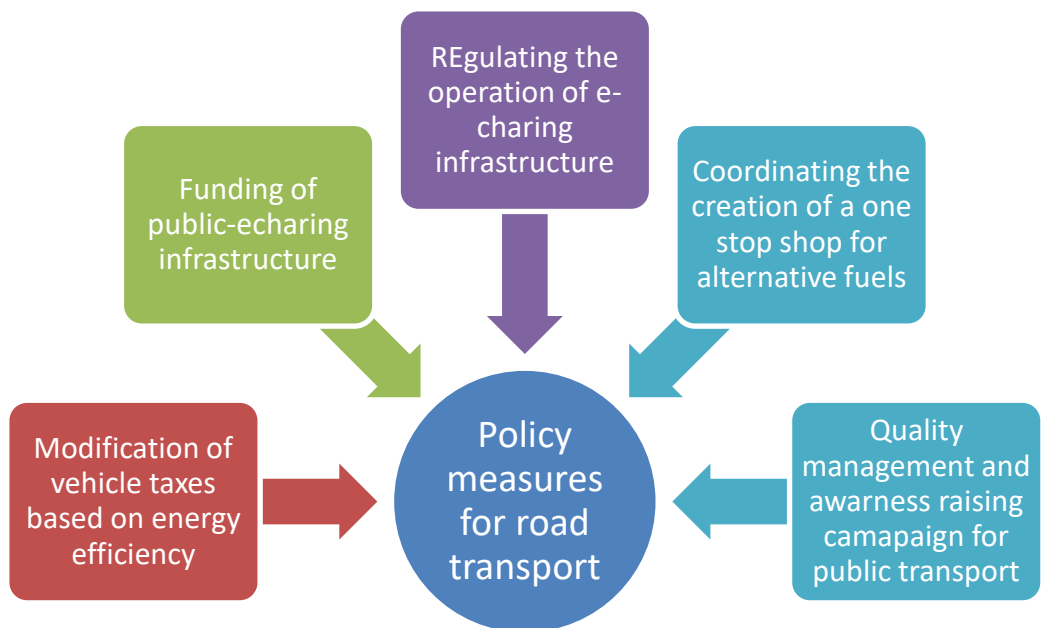 REgulating the
operation of e-
charing
infrastructure
Funding of
public-echaring
infrastructure
Coordinating the
creation of a one
stop shop for
alternative fuels
Modification of
vehicle taxes
based on energy
efficiency
Policy
measures
for road
transport
Quality
management and
awarness raising
camapaign for
public transport